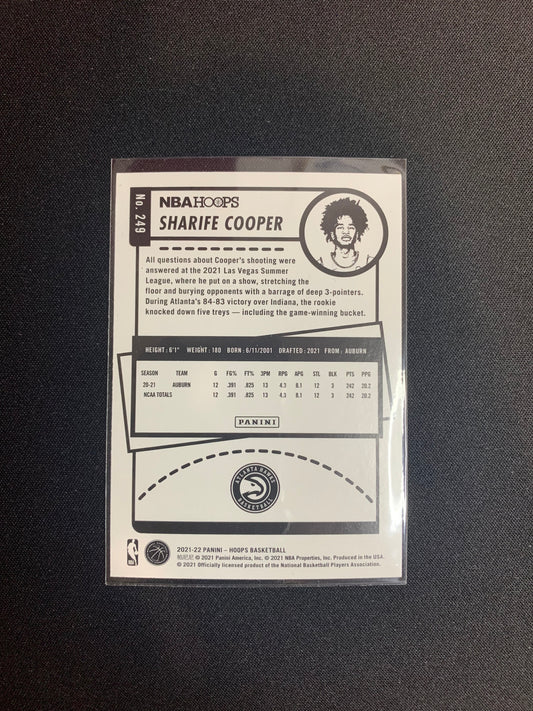 No. 249
NBA HOOPS
SHARIFE COOPER
All questions about Cooper's shooting were
answered at the 2021 Las Vegas Summer
League, where he put on a show, stretching the
floor and burying opponents with a barrage of deep 3-pointers.
During Atlanta's 84-83 victory over Indiana, the rookie
knocked down five treys — including the game-winning bucket.
HEIGHT: 6'1" WEIGHT: 180 BORN: 6/11/2001 DRAFTED: 2021 FROM: AUBURN
SEASON TEAM G FG% FT% 3PM RPG APG STL BLK PTS PPG
20-21 AUBURN 12 .391 .825 13 4.3 8.1 12 3 242 20.2
NCAA TOTALS 12 .391 .825 13 4.3 8.1 12 3 242 20.2
PANINI
ATLANTA HAWKS
BASKETBALL
2021-22 PANINI – HOOPS BASKETBALL
© 2021 Panini America, Inc. © 2021 NBA Properties, Inc. Produced in the USA.
© 2021 Officially licensed product of the National Basketball Players Association.